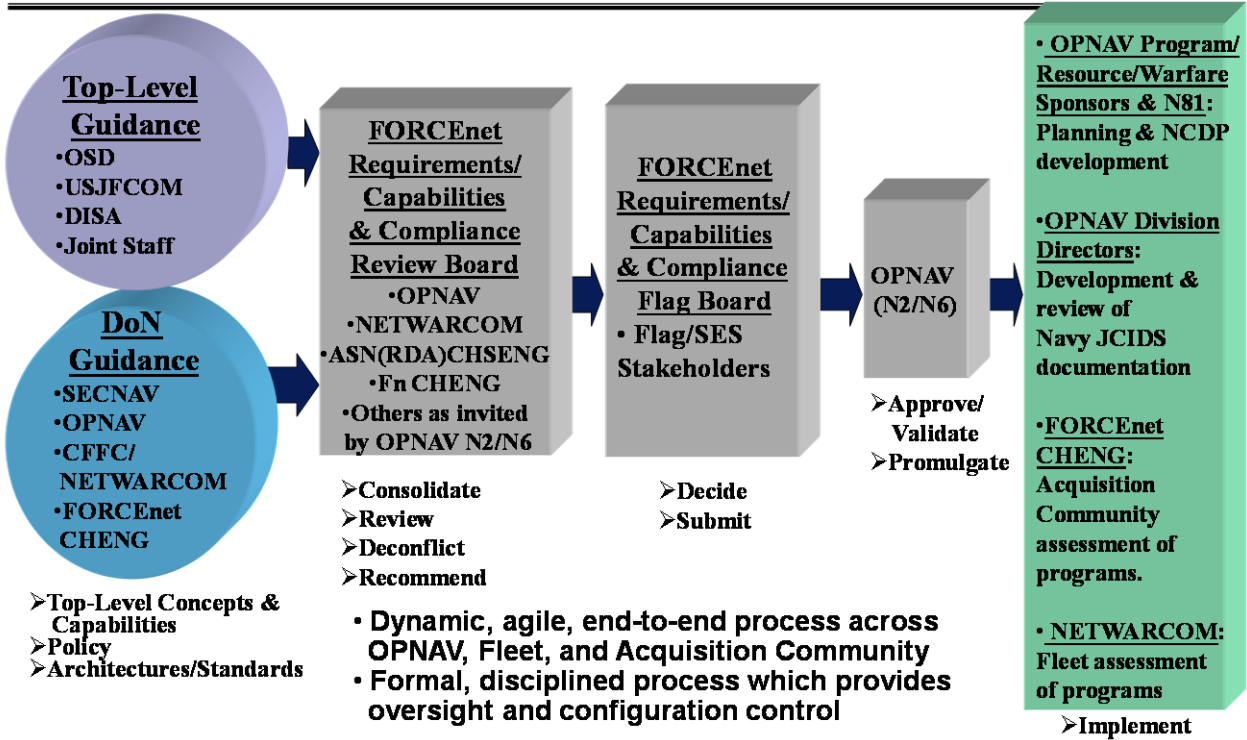 Top-Level
Guidance
•OSD
•USJFCOM
•DISA
•Joint Staff
DoN
Guidance
•SECNAV
•OPNAV
•CFFC/
NETWARCOM
•FORCEnet
CHENG
➢Top-Level Concepts &
Capabilities
➢Policy
➢Architectures/Standards
FORCEnet
Requirements/
Capabilities
& Compliance
Review Board
•OPNAV
•NETWARCOM
•ASN(RDA)CHSENG
•Fn CHENG
•Others as invited
by OPNAV N2/N6
➢Consolidate
➢Review
➢Deconflict
➢Recommend
FORCEnet
Requirements/
Capabilities
& Compliance
Flag Board
• Flag/SES
Stakeholders
➢Decide
➢Submit
OPNAV
(N2/N6)
➢Approve/
Validate
➢Promulgate
• OPNAV Program/
Resource/Warfare
Sponsors & N81:
Planning & NCDP
development
•OPNAV Division
Directors:
Development &
review of
Navy JCIDS
documentation
•FORCEnet
CHENG:
Acquisition
Community
assessment of
programs.
• NETWARCOM:
Fleet assessment
of programs
➢Implement
• Dynamic, agile, end-to-end process across
OPNAV, Fleet, and Acquisition Community
• Formal, disciplined process which provides
oversight and configuration control